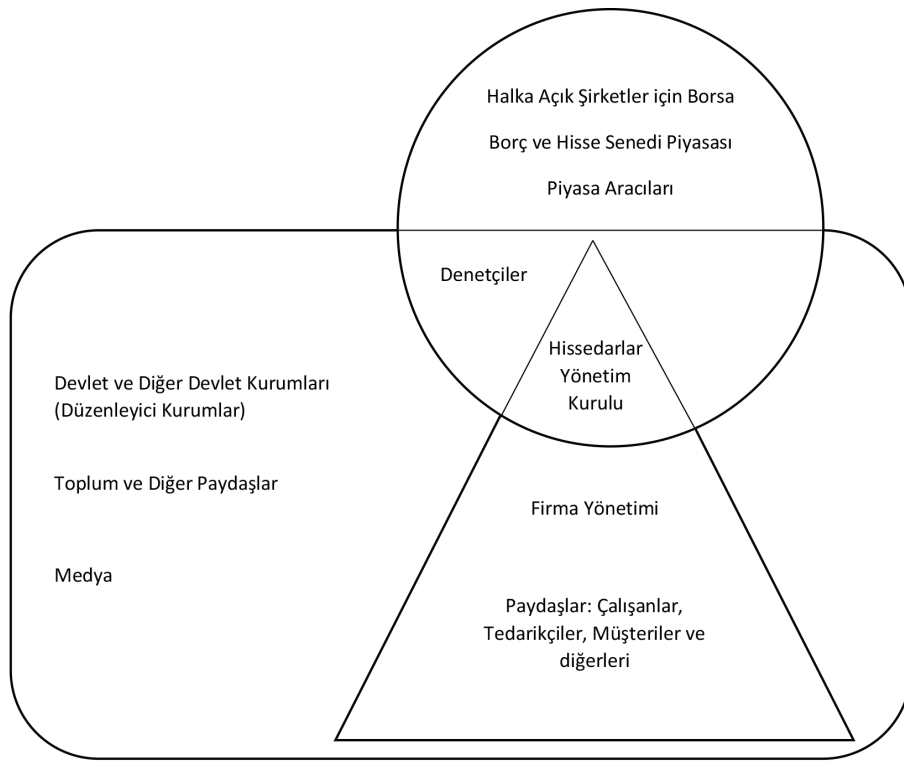 Halka Açık Şirketler için Borsa
Borç ve Hisse Senedi Piyasası
Piyasa Aracıları
Denetçiler
Hissedarlar
Yönetim
Kurulu
Devlet ve Diğer Devlet Kurumları
(Düzenleyici Kurumlar)
Toplum ve Diğer Paydaşlar
Medya
Firma Yönetimi
Paydaşlar: Çalışanlar,
Tedarikçiler, Müşteriler ve
diğerleri